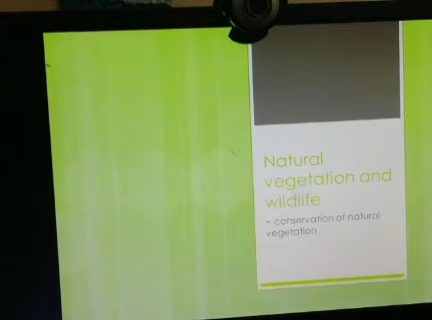 Natural
vegetation and
wildlife
– conservation of natural
vegetation